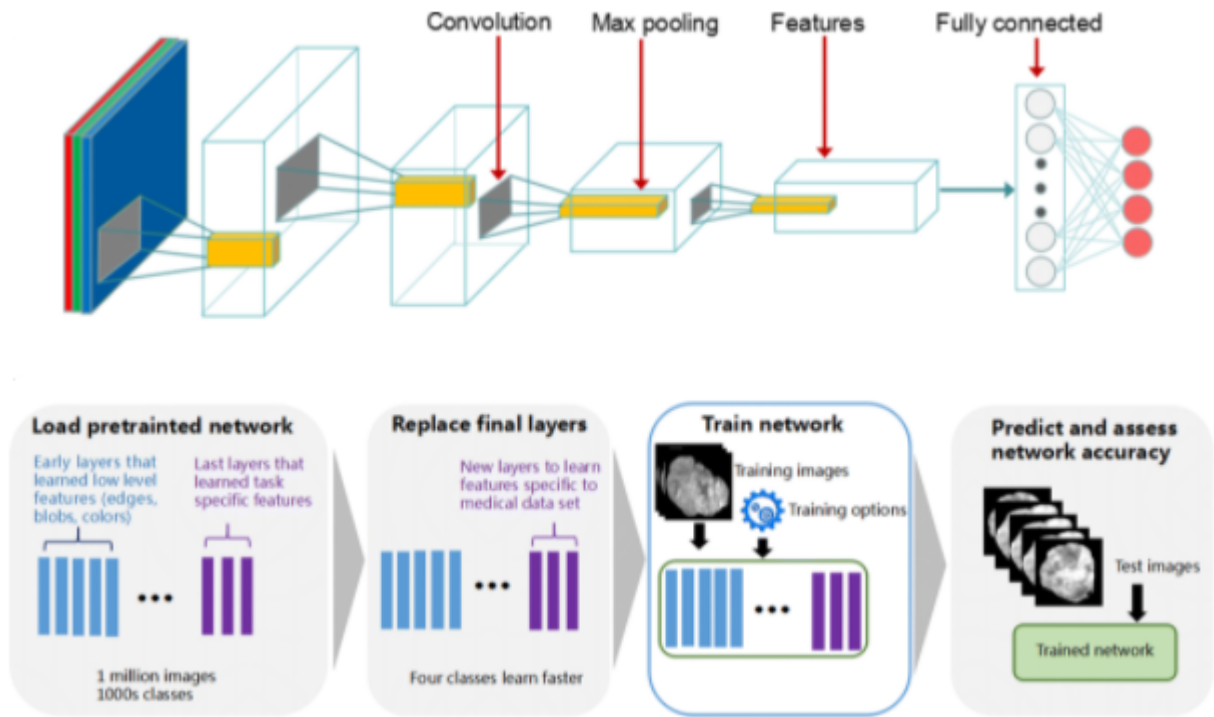 Convolution
Max pooling
Features
Fully connected
Load pretrainted network
Early layers that
learned low level
features (edges,
blobs, colors)
Last layers that
learned task
specific features
1 million images
1000s classes
Replace final layers
New layers to learn
features specific to
medical data set
Four classes learn faster
Train network
Training images
Training options
Predict and assess
network accuracy
Test images
Trained network